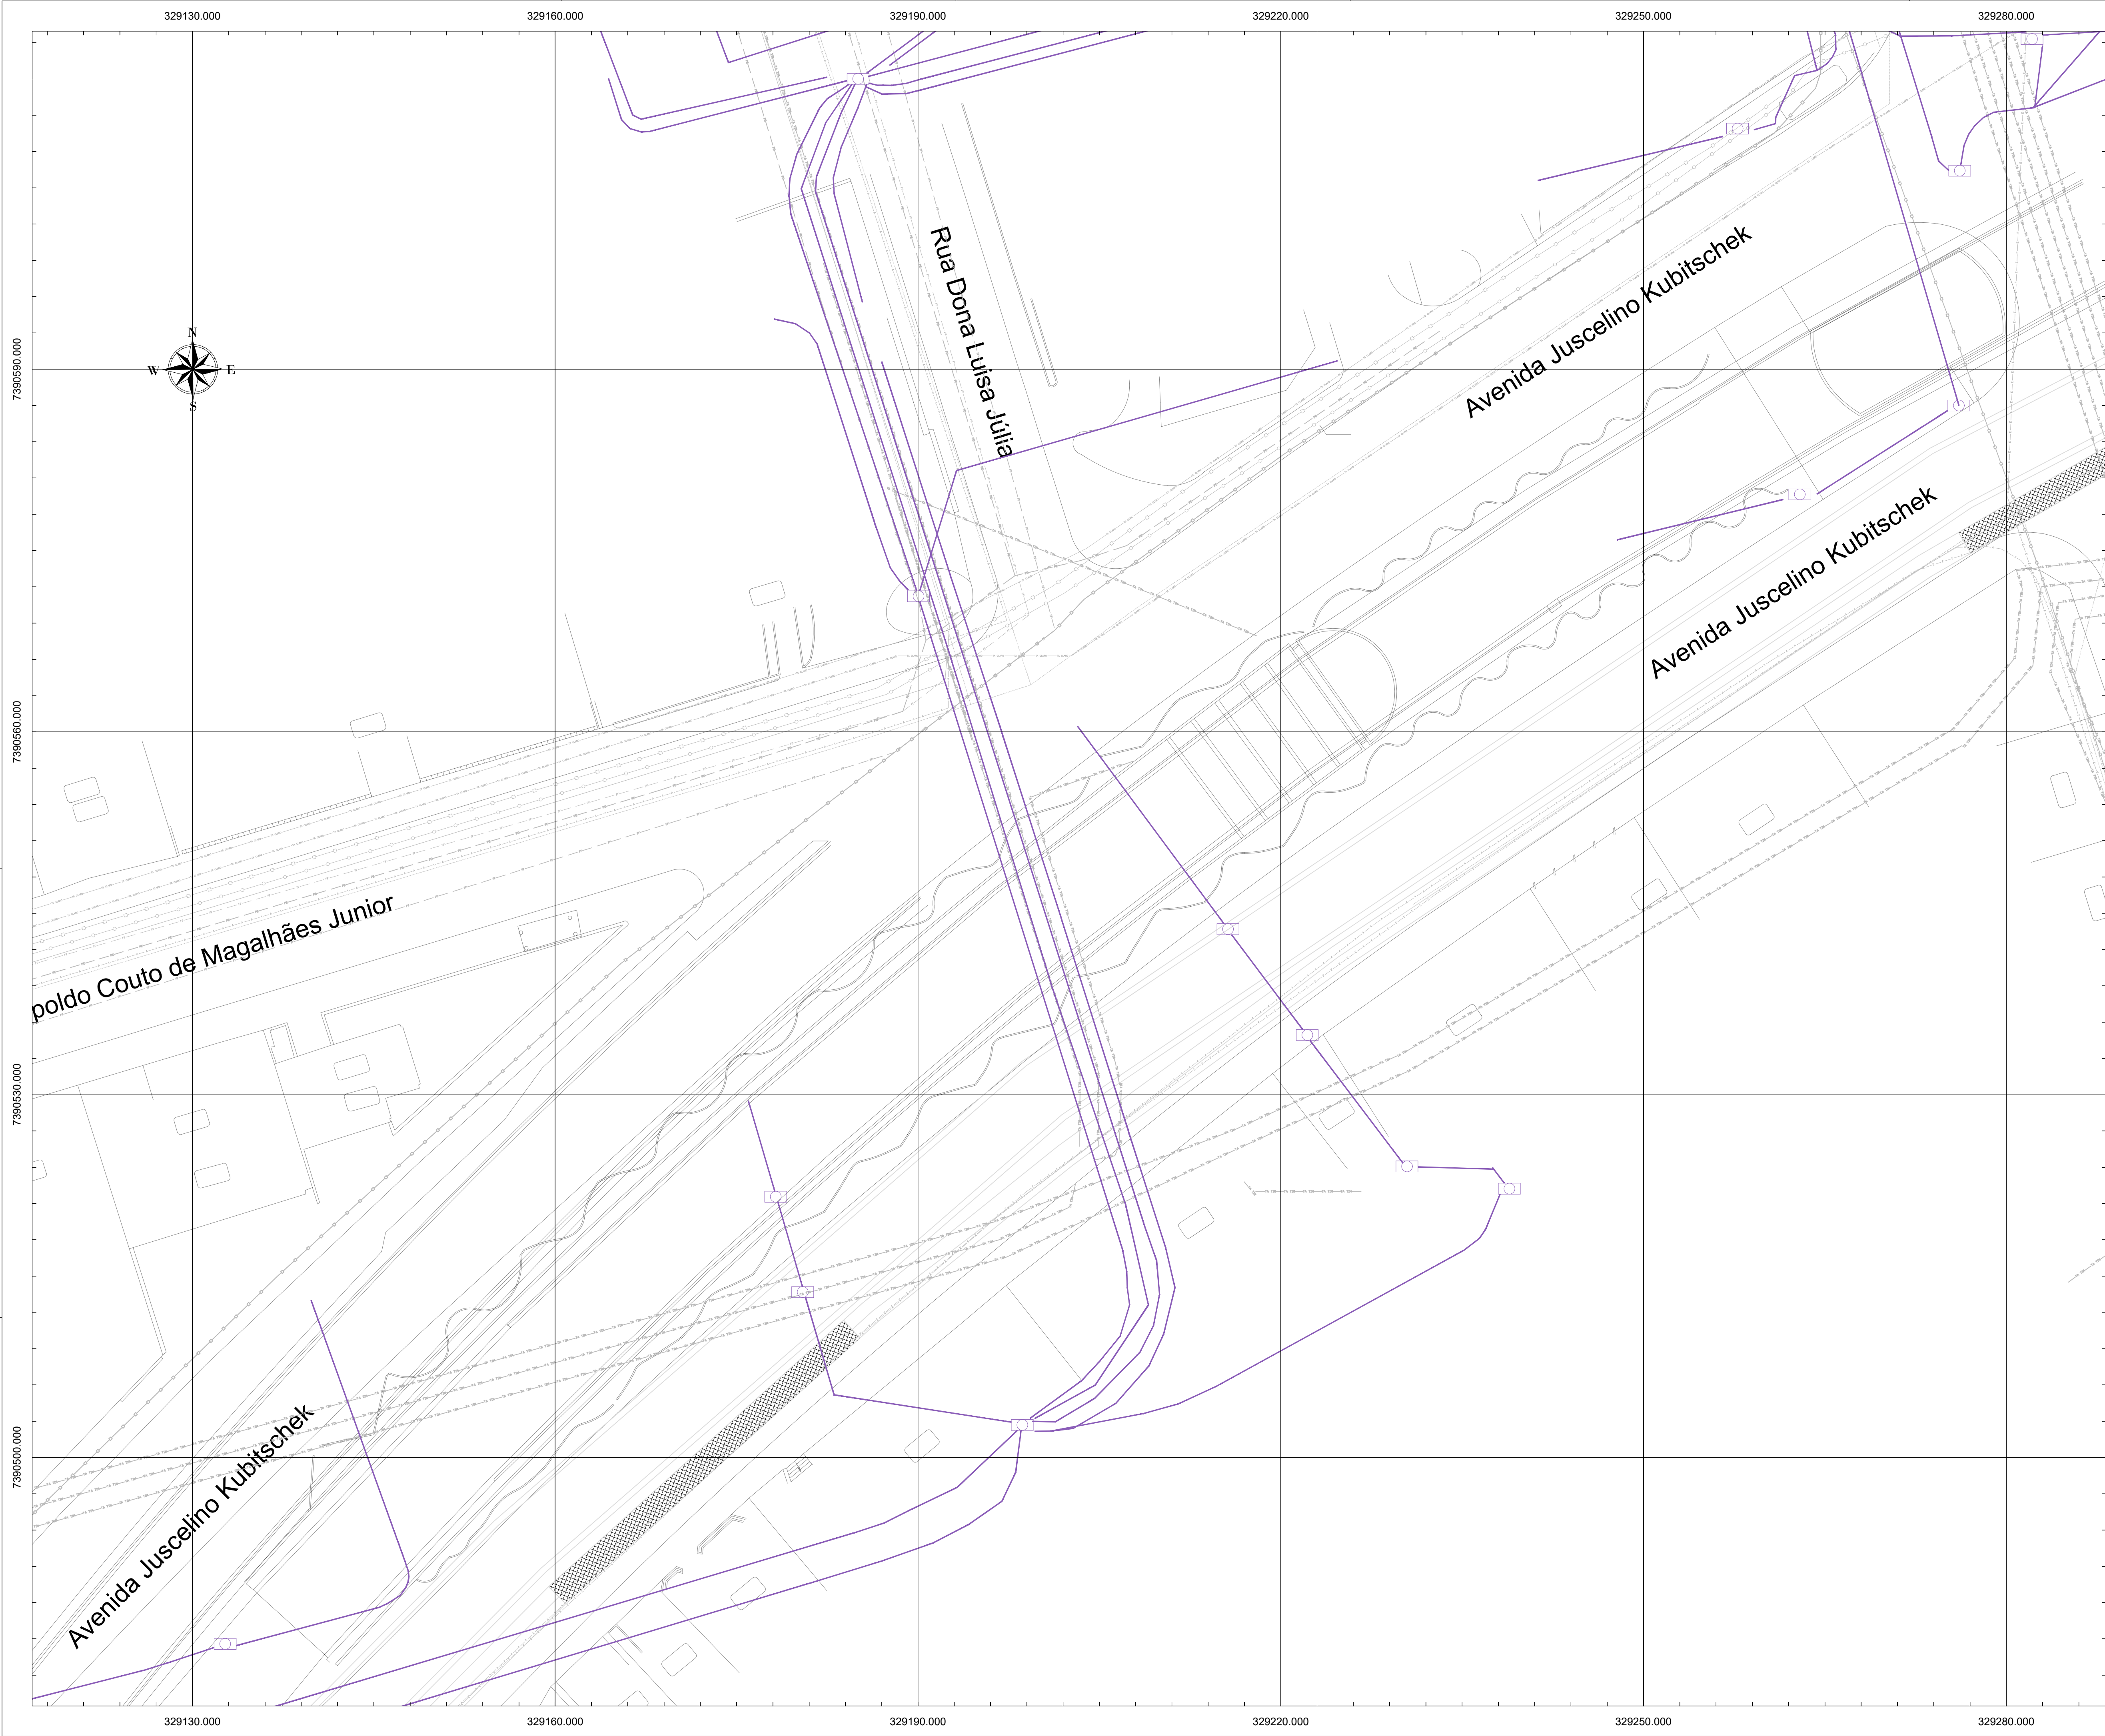 329130.000 329160.000 329190.000 329220.000 329250.000 329280.000
Rua Dona Luisa Júlia
Avenida Juscelino Kubitschek
7390590.000
N
W E
S
Avenida Juscelino Kubitschek
7390560.000
poldo Couto de Magalhães Junior
7390530.000
7390500.000
Avenida Juscelino Kubitschek
329130.000 329160.000 329190.000 329220.000 329250.000 329280.000